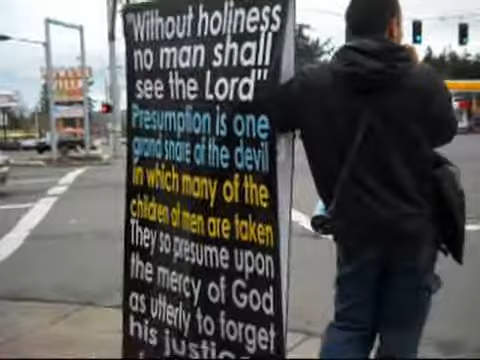 "Without holiness
no man shall
see the Lord"
Presumption is one
grand snare of the devil
in which many of the
children of men are taken
They so presume upon
the mercy of God
as utterly to forget
his justice